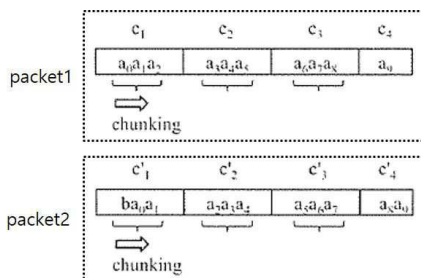 c₁ c₂ c₃ c₄
packet1 a₀a₁a₂ a₃a₄a₅ a₆a₇a₈ a₉
chunking
c'₁ c'₂ c'₃ c'₄
packet2 ba₀a₁ a₂a₃a₄ a₅a₆a₇ a₈a₉
chunking